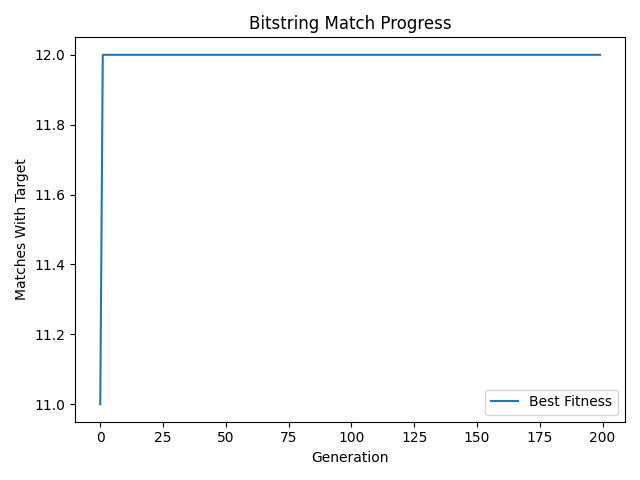 Bitstring Match Progress
Matches With Target
12.0
11.8
11.6
11.4
11.2
11.0
Best Fitness
0 25 50 75 100 125 150 175 200
Generation